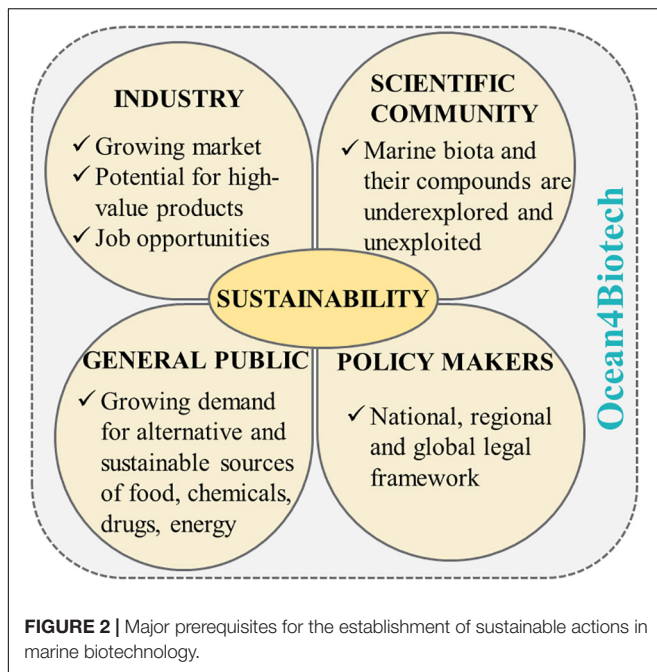 INDUSTRY
✓ Growing market
✓ Potential for high-
value products
✓ Job opportunities
SCIENTIFIC
COMMUNITY
✓ Marine biota and
their compounds are
underexplored and
unexploited
SUSTAINABILITY
GENERAL PUBLIC
✓ Growing demand
for alternative and
sustainable sources
of food, chemicals,
drugs, energy
POLICY MAKERS
✓ National, regional
and global legal
framework
Ocean4Biotech
FIGURE 2 | Major prerequisites for the establishment of sustainable actions in
marine biotechnology.